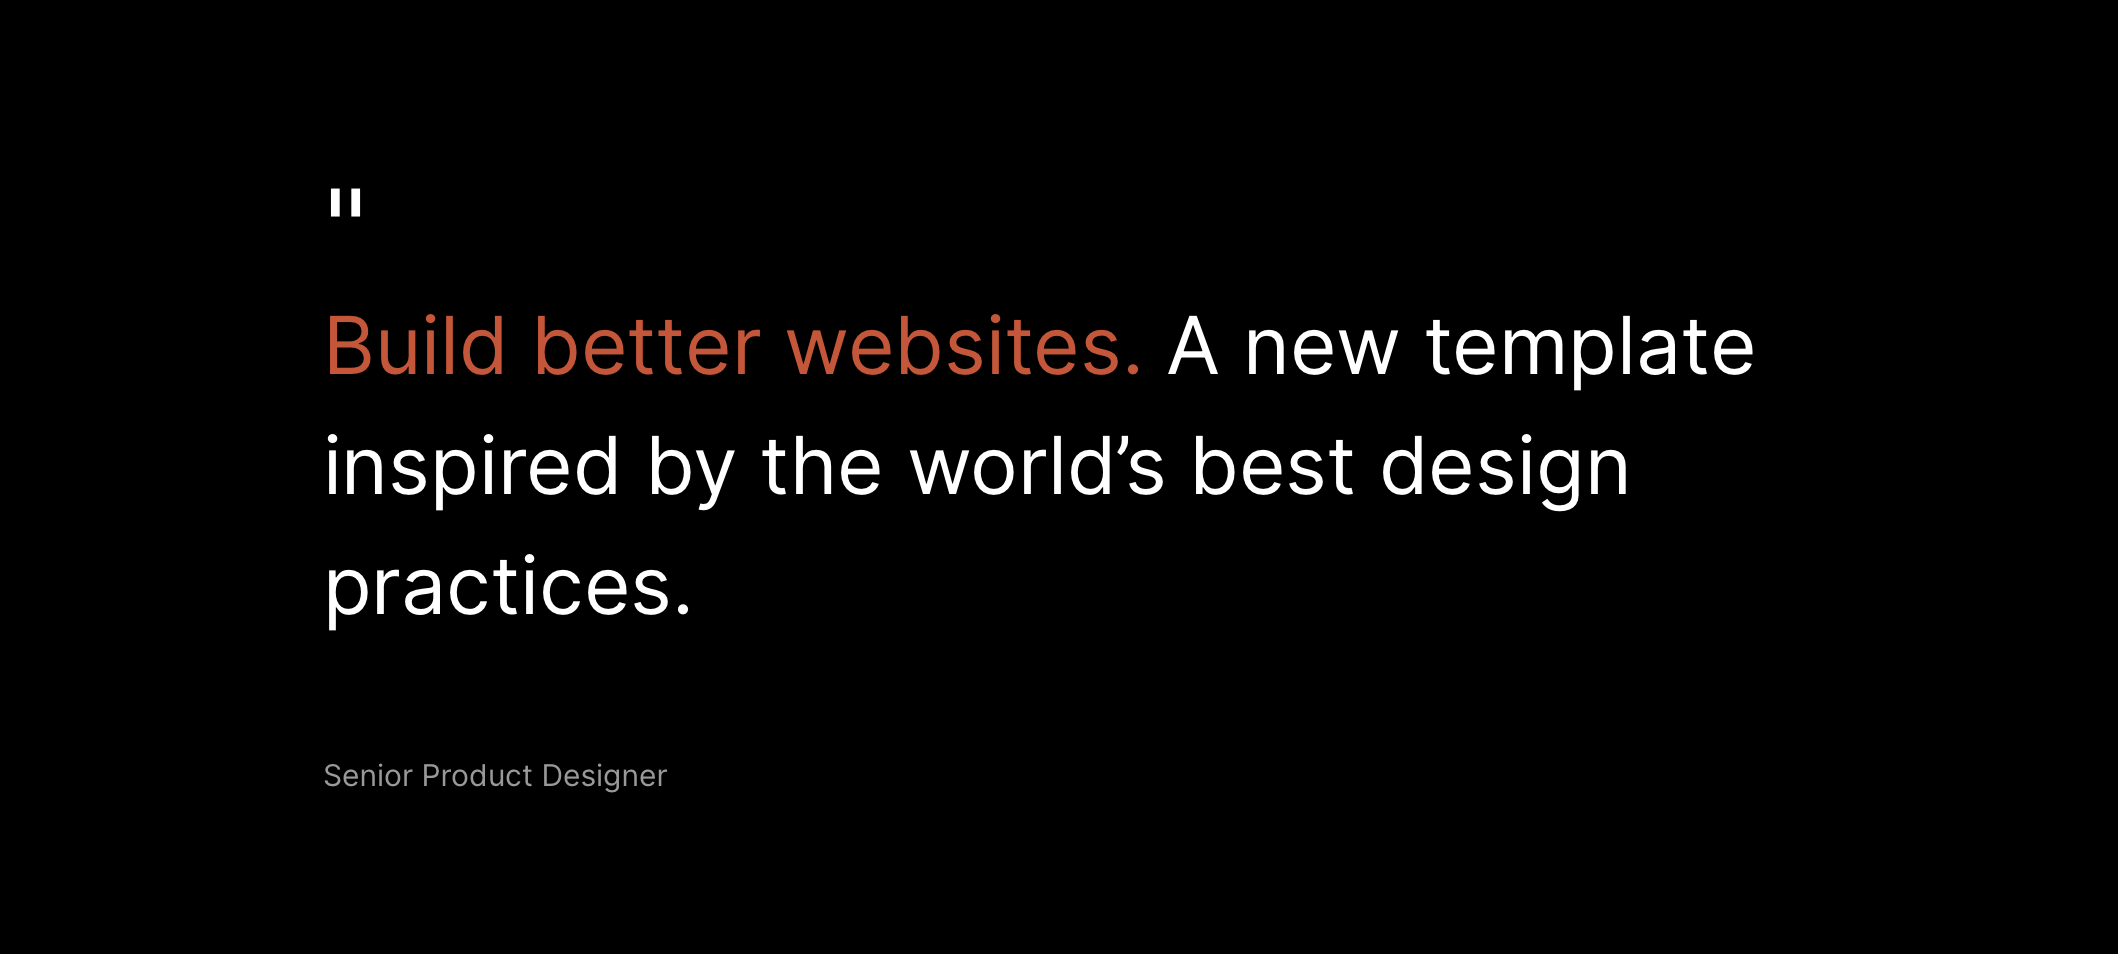 "
Build better websites. A new template
inspired by the world’s best design
practices.
Senior Product Designer